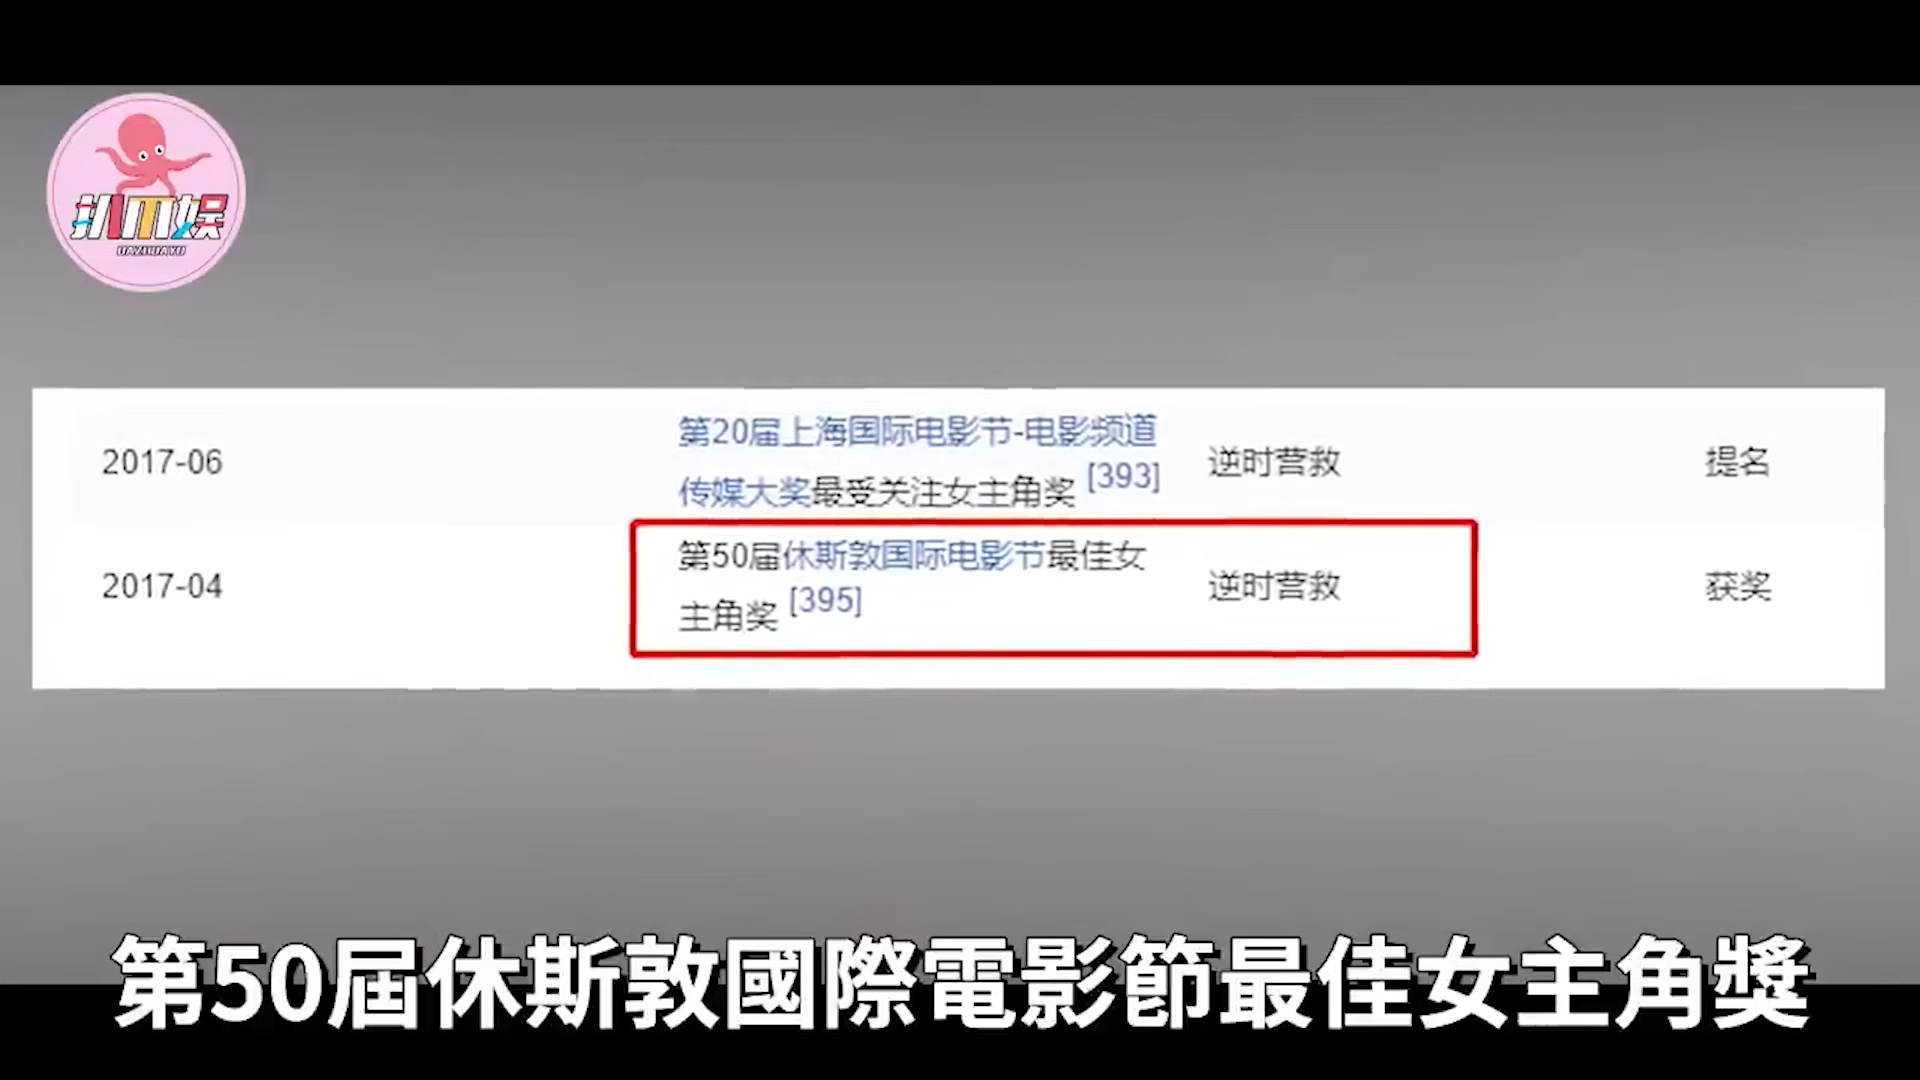 扒爪娱
DAZHUAYU
2017-06
第20届上海国际电影节-电影频道
传媒大奖最受关注女主角奖 [393]
逆时营救
提名
2017-04
第50届休斯敦国际电影节最佳女
主角奖 [395]
逆时营救
获奖
第50屆休斯敦國際電影節最佳女主角獎